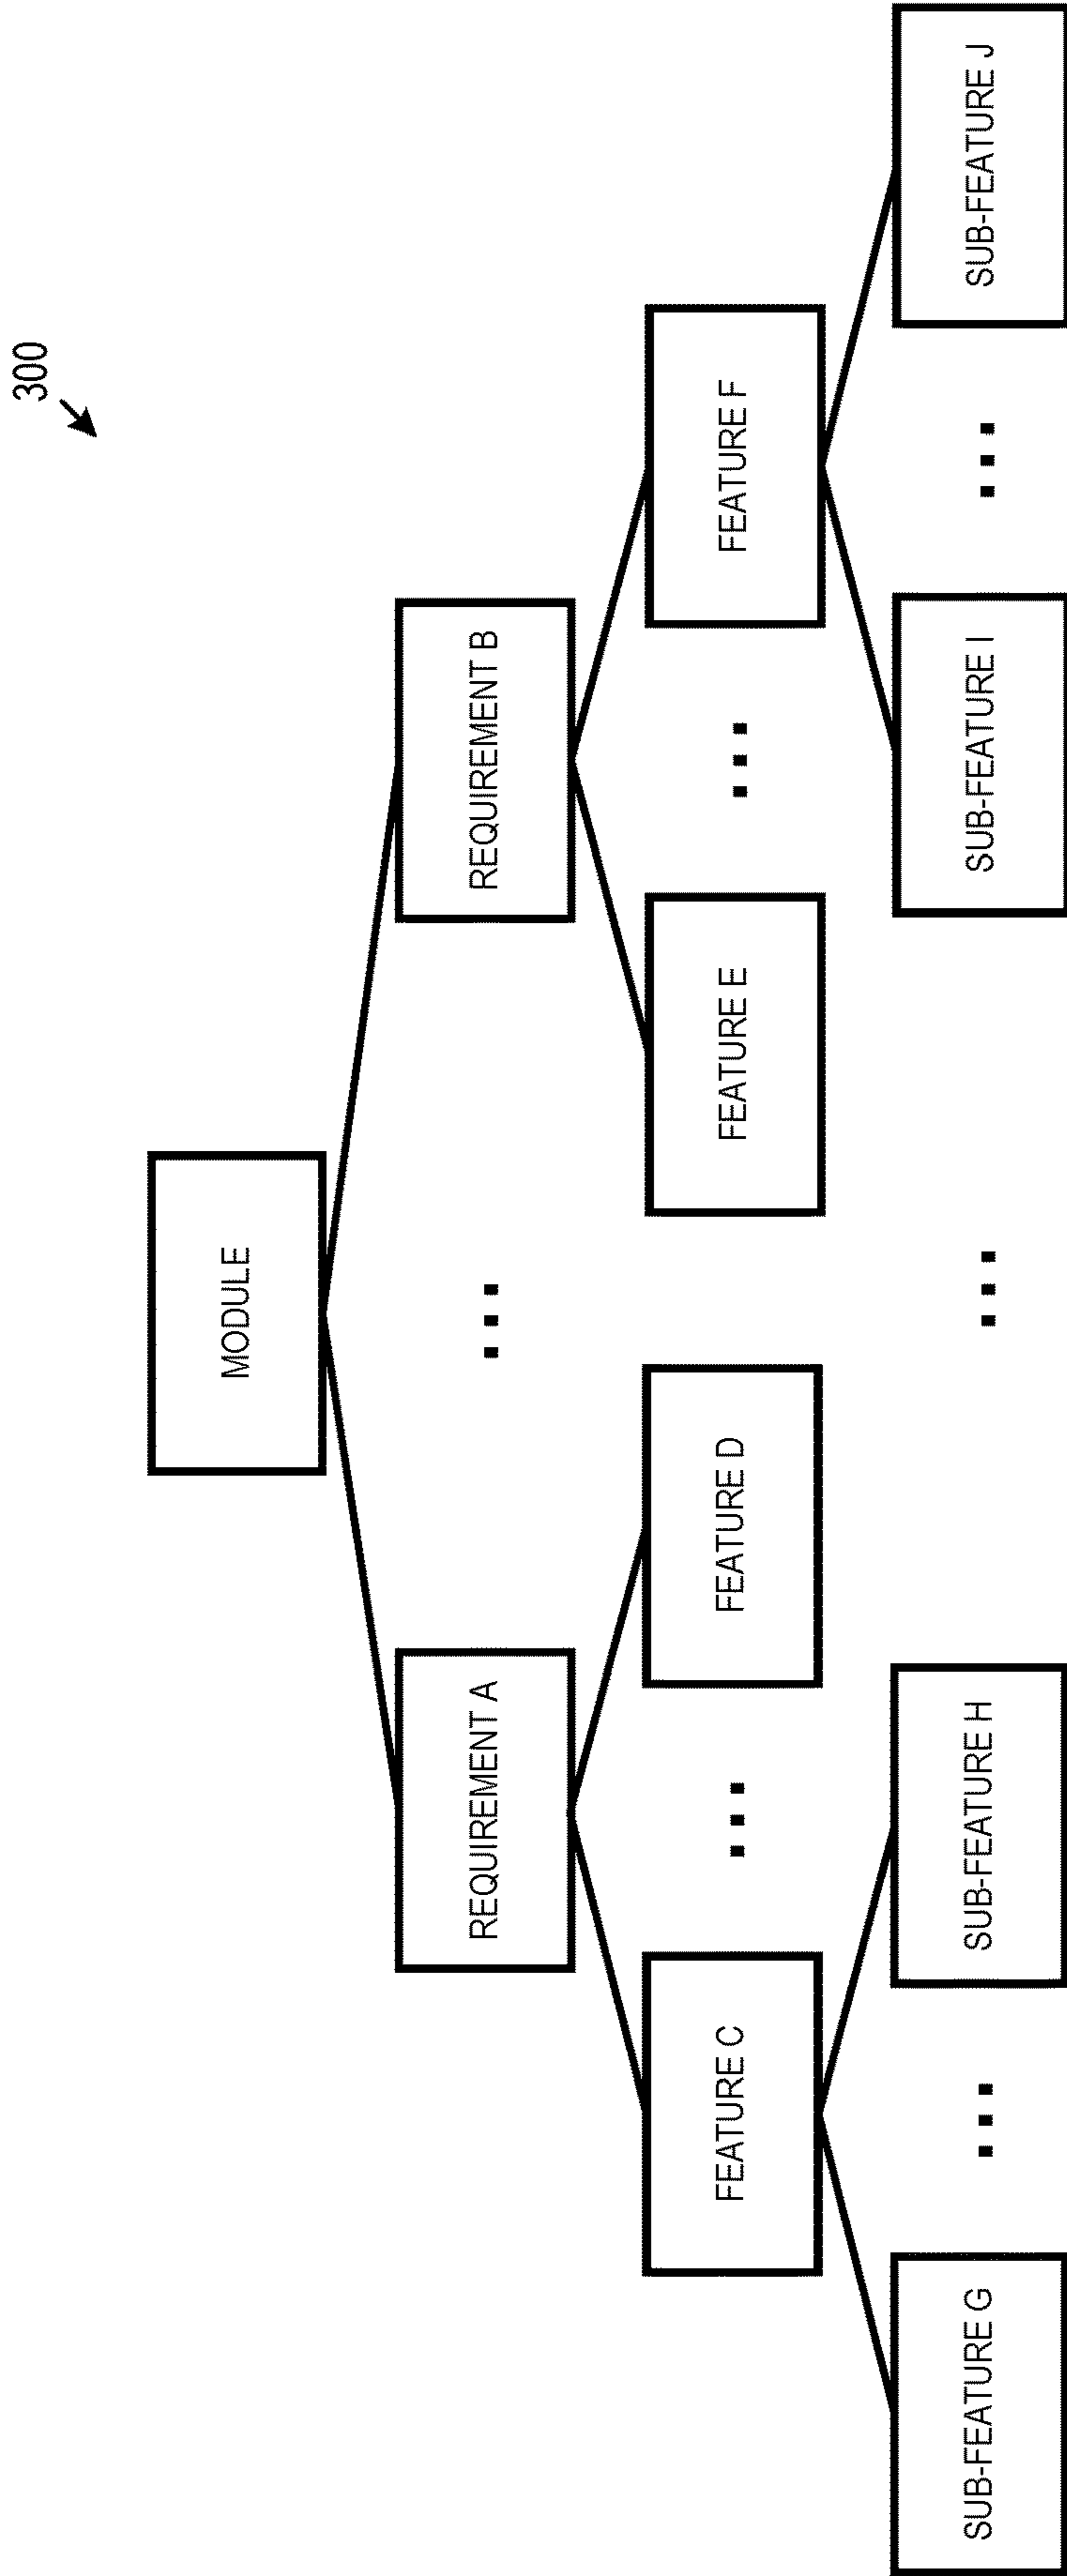 300
MODULE
REQUIREMENT A
...
REQUIREMENT B
FEATURE C
...
FEATURE D
FEATURE E
...
FEATURE F
SUB-FEATURE G
...
SUB-FEATURE H
...
SUB-FEATURE I
...
SUB-FEATURE J